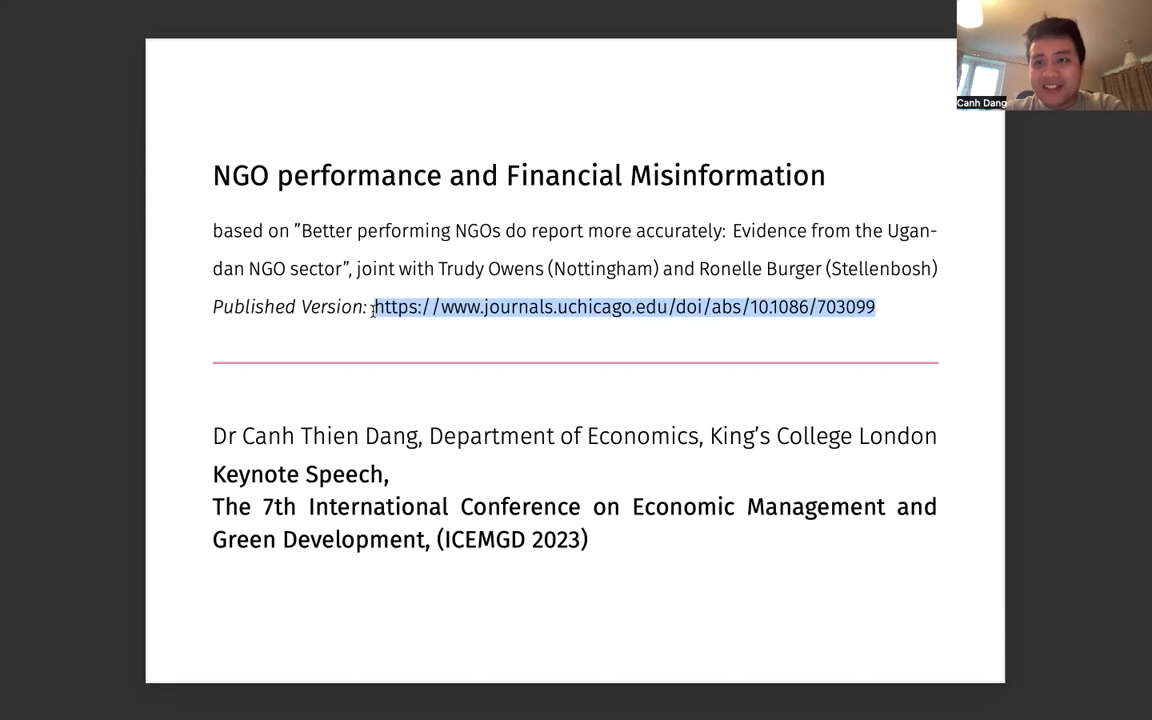 NGO performance and Financial Misinformation
based on ”Better performing NGOs do report more accurately: Evidence from the Ugan-
dan NGO sector”, joint with Trudy Owens (Nottingham) and Ronelle Burger (Stellenbosh)
Published Version: https://www.journals.uchicago.edu/doi/abs/10.1086/703099
Dr Canh Thien Dang, Department of Economics, King’s College London
Keynote Speech,
The 7th International Conference on Economic Management and
Green Development, (ICEMGD 2023)
Canh Dang